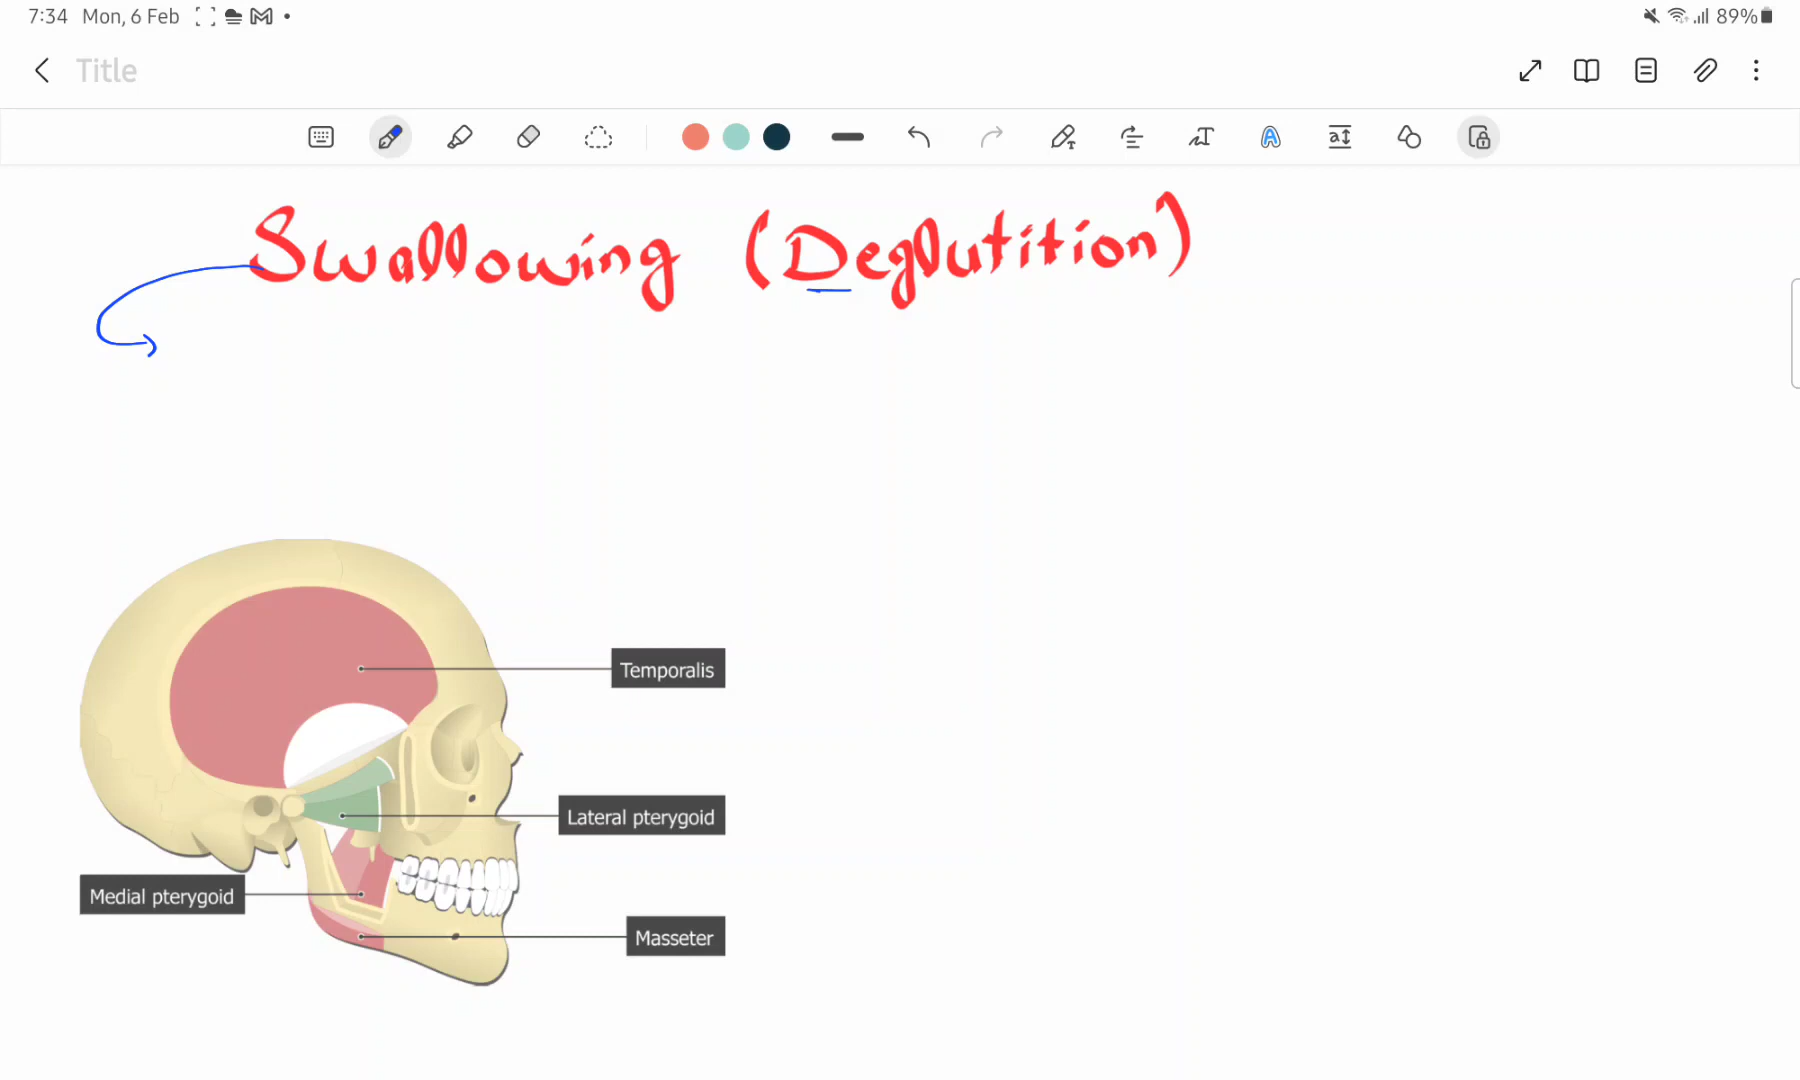 7:34 Mon, 6 Feb 89%
Title
Swallowing (Deglutition)
Temporalis
Lateral pterygoid
Medial pterygoid
Masseter